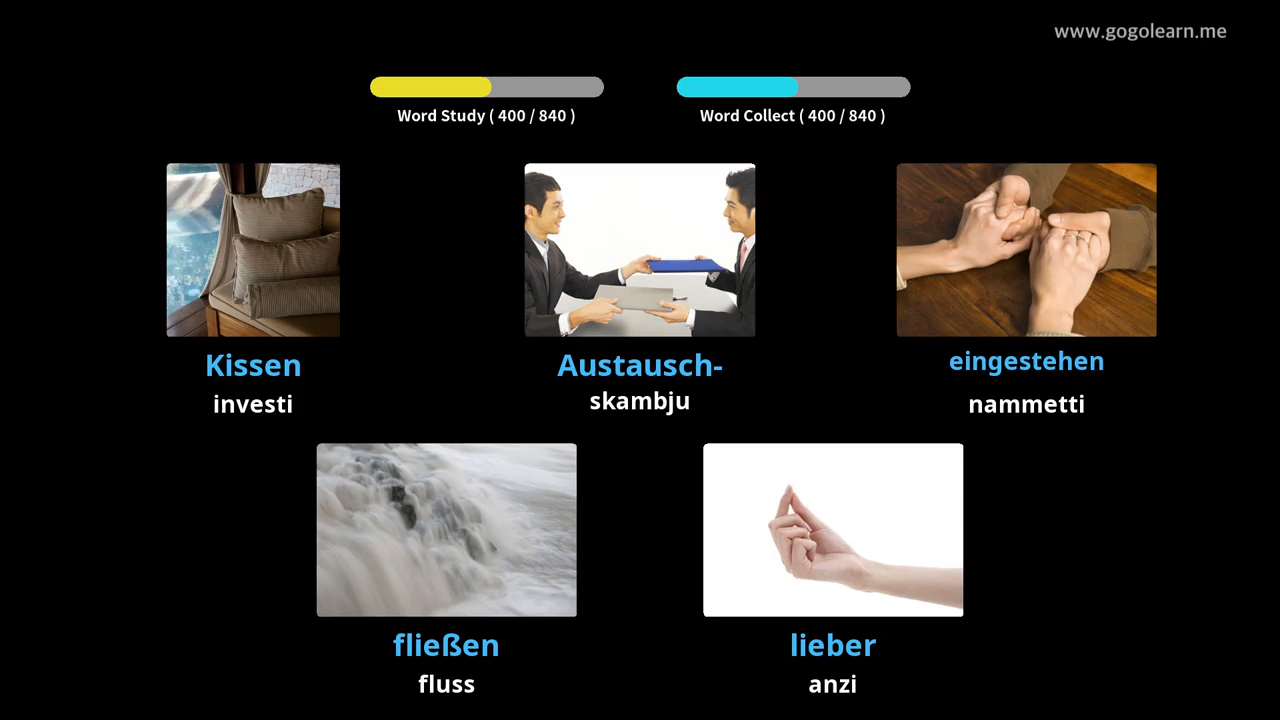 www.gogolearn.me
Word Study ( 400 / 840 )
Word Collect ( 400 / 840 )
Kissen
investi
Austausch-
skambju
eingestehen
nammetti
fließen
fluss
lieber
anzi